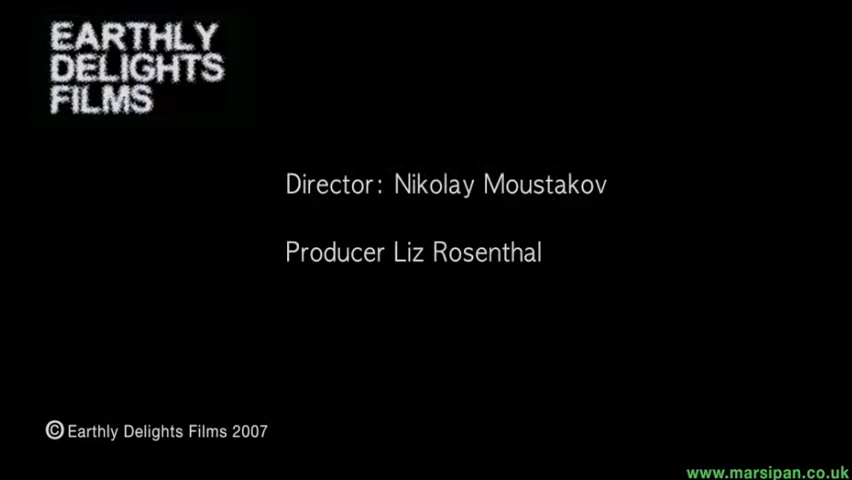 EARTHLY
DELIGHTS
FILMS
Director: Nikolay Moustakov
Producer Liz Rosenthal
© Earthly Delights Films 2007
www.marsipan.co.uk